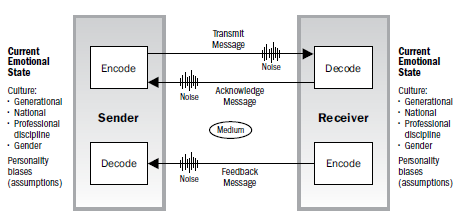 Current
Emotional
State
Culture:
• Generational
• National
• Professional
discipline
• Gender
Personality
biases
(assumptions)
Encode
Sender
Decode
Transmit
Message
Noise
Noise
Acknowledge
Message
Medium
Noise
Feedback
Message
Decode
Receiver
Encode
Current
Emotional
State
Culture:
• Generational
• National
• Professional
discipline
• Gender
Personality
biases
(assumptions)